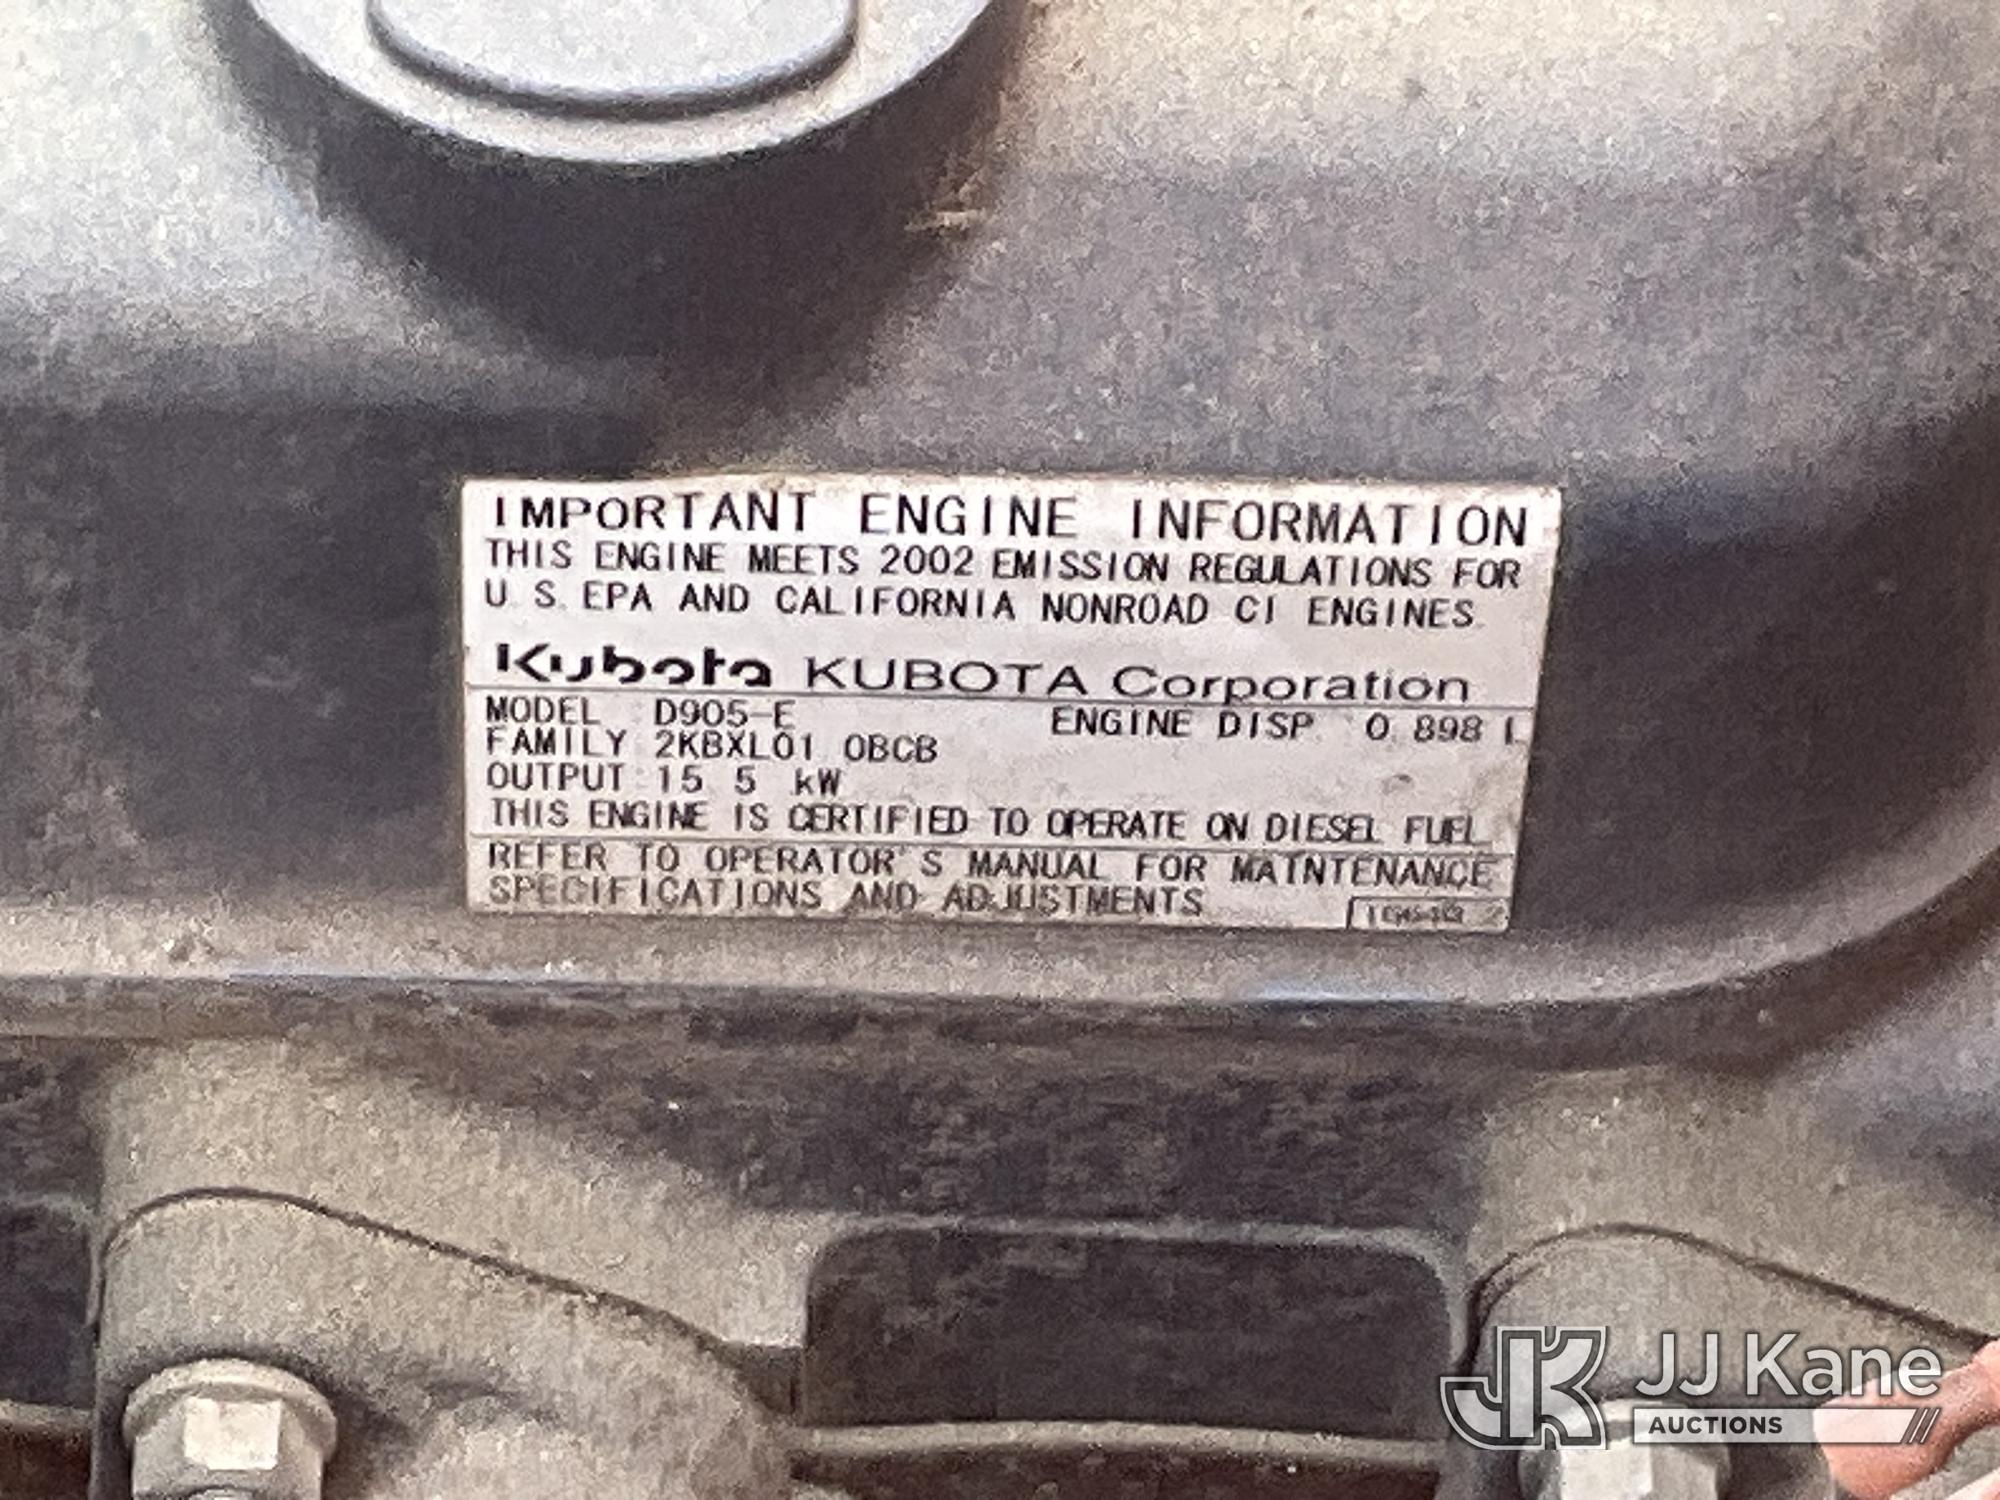 IMPORTANT ENGINE INFORMATION
THIS ENGINE MEETS 2002 EMISSION REGULATIONS FOR
U.S. EPA AND CALIFORNIA NONROAD CI ENGINES.
Kubota KUBOTA Corporation
MODEL : D905-E ENGINE DISP. : 0.898 L
FAMILY : 2KBXL01.0BCB
OUTPUT : 15.5 kW
THIS ENGINE IS CERTIFIED TO OPERATE ON DIESEL FUEL.
REFER TO OPERATOR'S MANUAL FOR MAINTENANCE
SPECIFICATIONS AND ADJUSTMENTS
JJ Kane
AUCTIONS